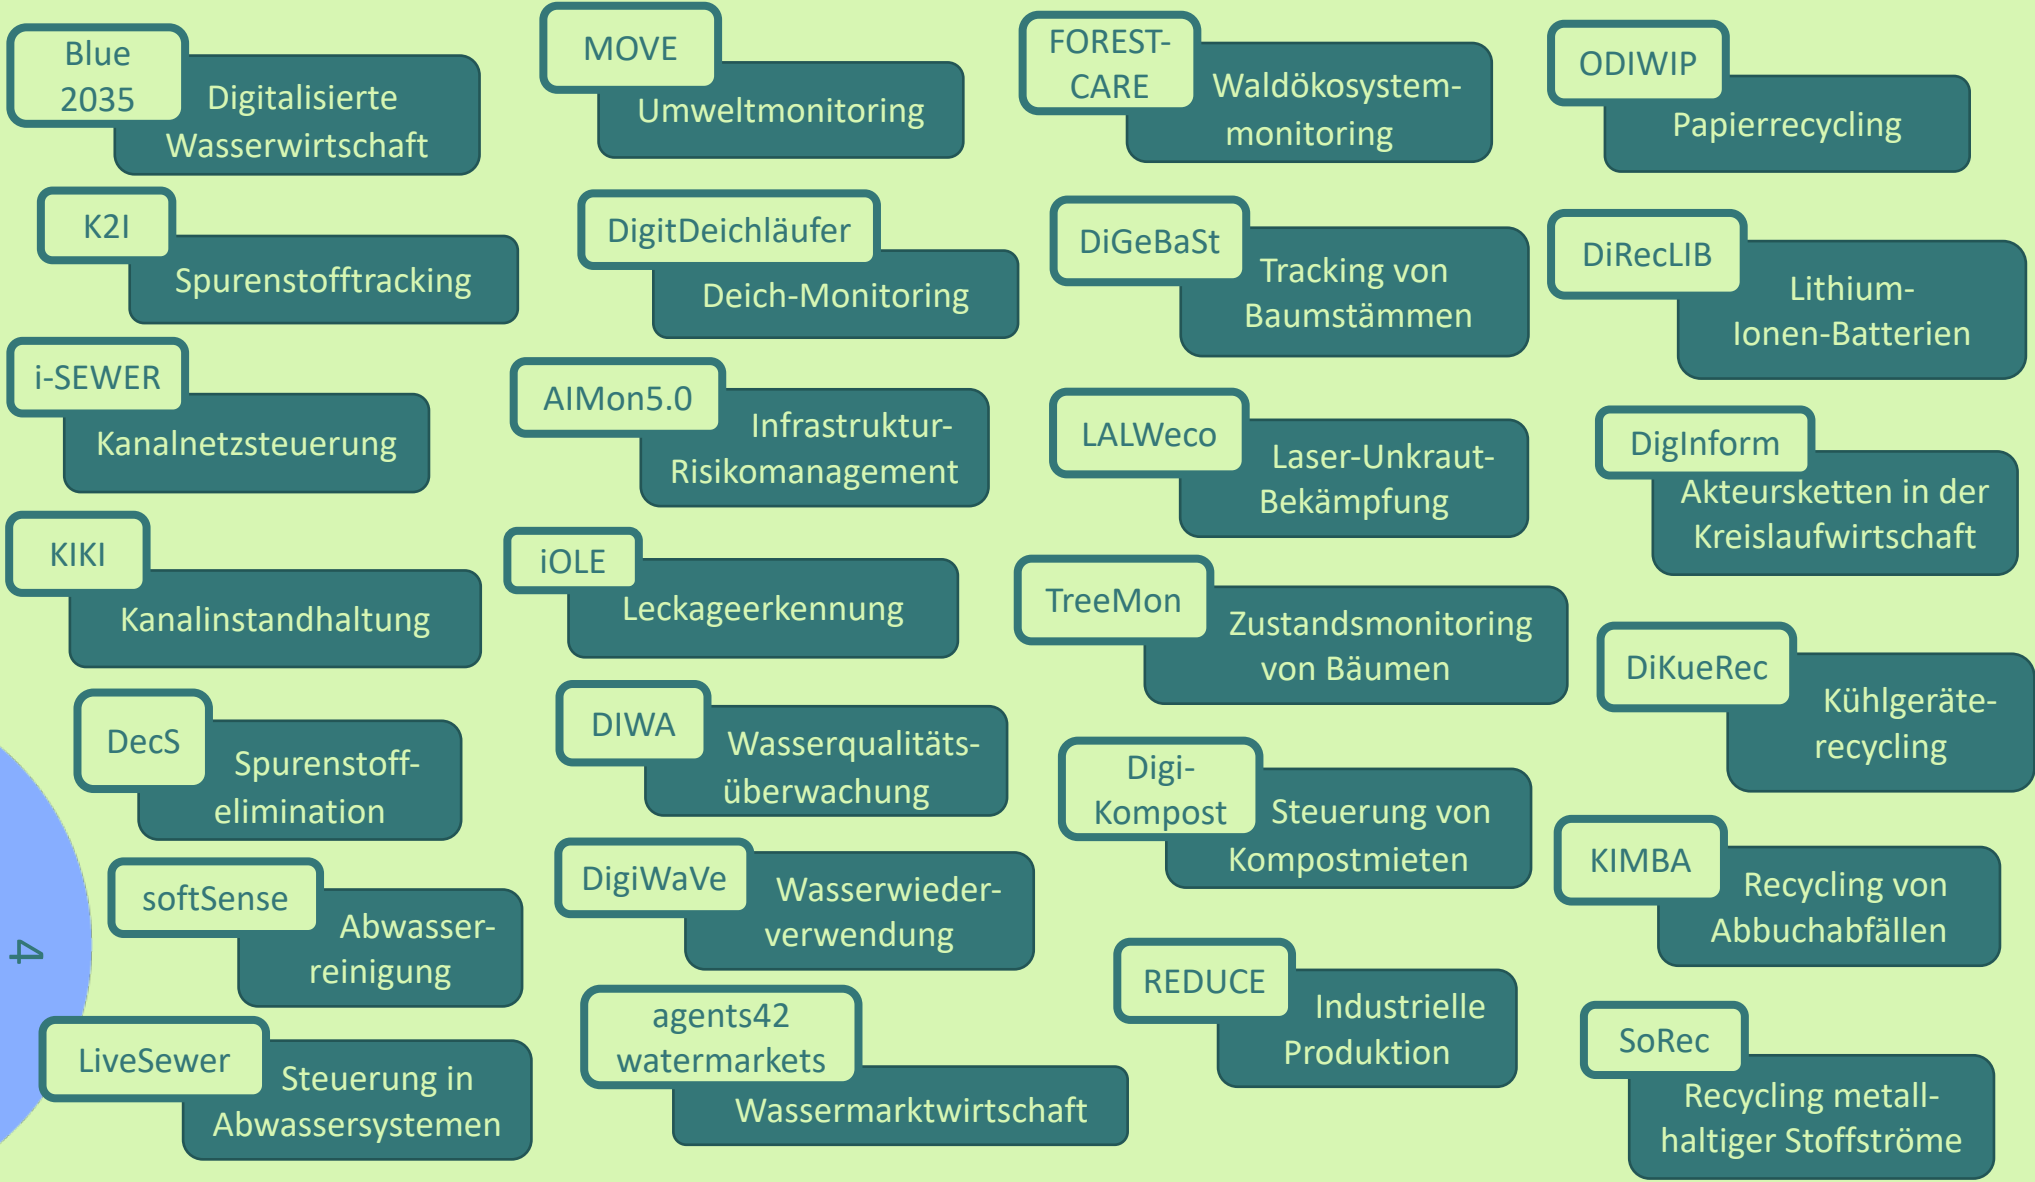 Blue
2035
Digitalisierte
Wasserwirtschaft
K2I
Spurenstofftracking
i-SEWER
Kanalnetzsteuerung
KIKI
Kanalinstandhaltung
DecS
Spurenstoff-
elimination
softSense
Abwasser-
reinigung
LiveSewer
Steuerung in
Abwassersystemen
MOVE
Umweltmonitoring
DigitDeichläufer
Deich-Monitoring
AIMon5.0
Infrastruktur-
Risikomanagement
iOLE
Leckageerkennung
DIWA
Wasserqualitäts-
überwachung
DigiWaVe
Wasserwieder-
verwendung
agents42
watermarkets
Wassermarktwirtschaft
FOREST-
CARE
Waldökosystem-
monitoring
DiGeBaSt
Tracking von
Baumstämmen
LALWeco
Laser-Unkraut-
Bekämpfung
TreeMon
Zustandsmonitoring
von Bäumen
Digi-
Kompost
Steuerung von
Kompostmieten
REDUCE
Industrielle
Produktion
ODIWIP
Papierrecycling
DiRecLIB
Lithium-
Ionen-Batterien
DigInform
Akteursketten in der
Kreislaufwirtschaft
DiKueRec
Kühlgeräte-
recycling
KIMBA
Recycling von
Abbuchabfällen
SoRec
Recycling metall-
haltiger Stoffströme
4